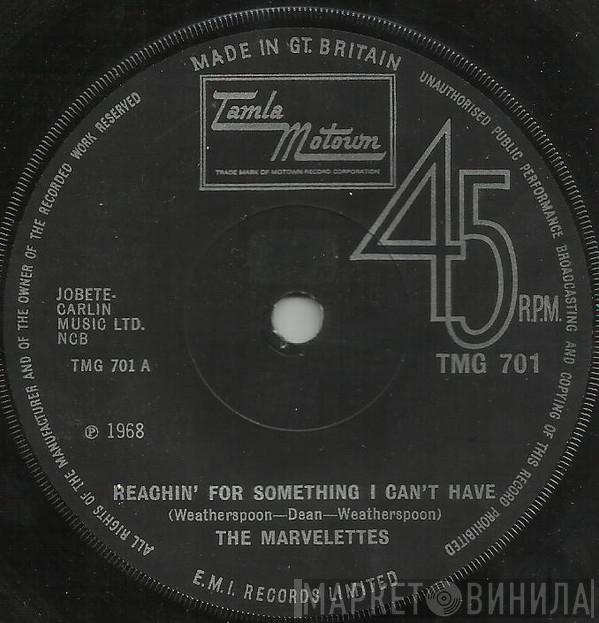 MADE IN GT. BRITAIN
UNAUTHORISED PUBLIC PERFORMANCE BROADCASTING AND COPYING OF THIS RECORD PROHIBITED
ALL RIGHTS OF THE MANUFACTURER AND OF THE OWNER OF THE RECORDED WORK RESERVED
Tamla
Motown
TRADE MARK OF MOTOWN RECORD CORPORATION
45
R.P.M.
TMG 701
JOBETE-
CARLIN
MUSIC LTD.
NCB
TMG 701 A
℗ 1968
REACHIN' FOR SOMETHING I CAN'T HAVE
(Weatherspoon—Dean—Weatherspoon)
THE MARVELETTES
E.M.I. RECORDS LIMITED
МАРКЕТ ВИНИЛА